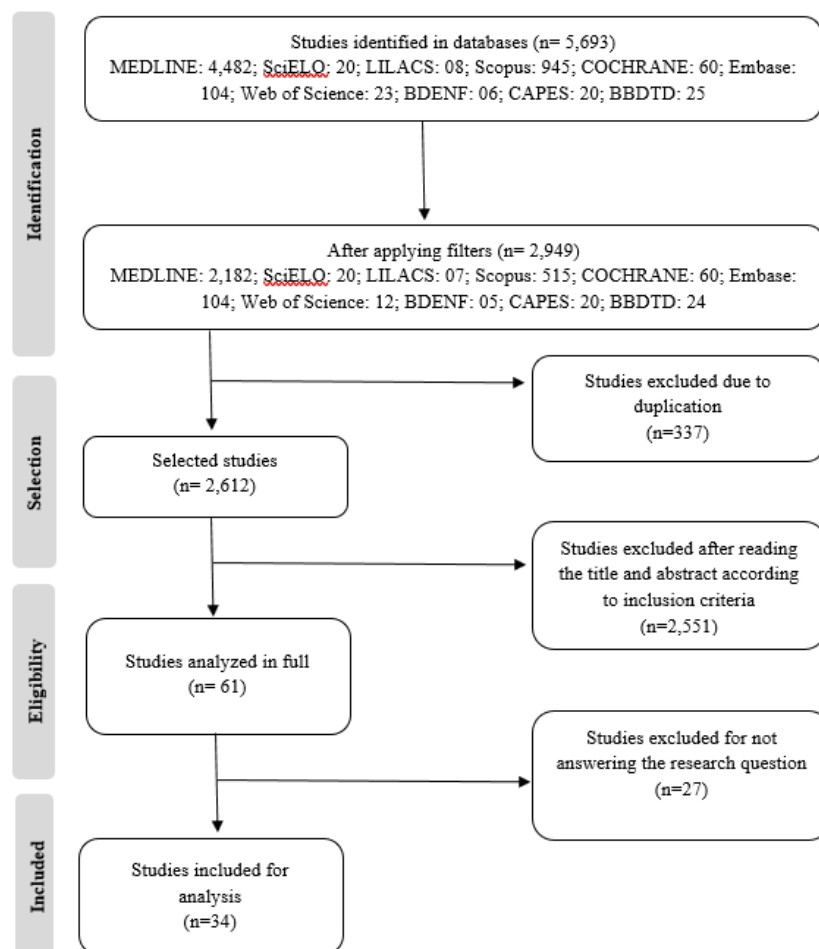 Identification
Studies identified in databases (n= 5,693)
MEDLINE: 4,482; SciELO: 20; LILACS: 08; Scopus: 945; COCHRANE: 60; Embase:
104; Web of Science: 23; BDENF: 06; CAPES: 20; BBDTD: 25
After applying filters (n= 2,949)
MEDLINE: 2,182; SciELO: 20; LILACS: 07; Scopus: 515; COCHRANE: 60; Embase:
104; Web of Science: 12; BDENF: 05; CAPES: 20; BBDTD: 24
Selection
Studies excluded due to
duplication
(n=337)
Selected studies
(n= 2,612)
Studies excluded after reading
the title and abstract according
to inclusion criteria
(n=2,551)
Eligibility
Studies analyzed in full
(n= 61)
Studies excluded for not
answering the research question
(n=27)
Included
Studies included for
analysis
(n=34)